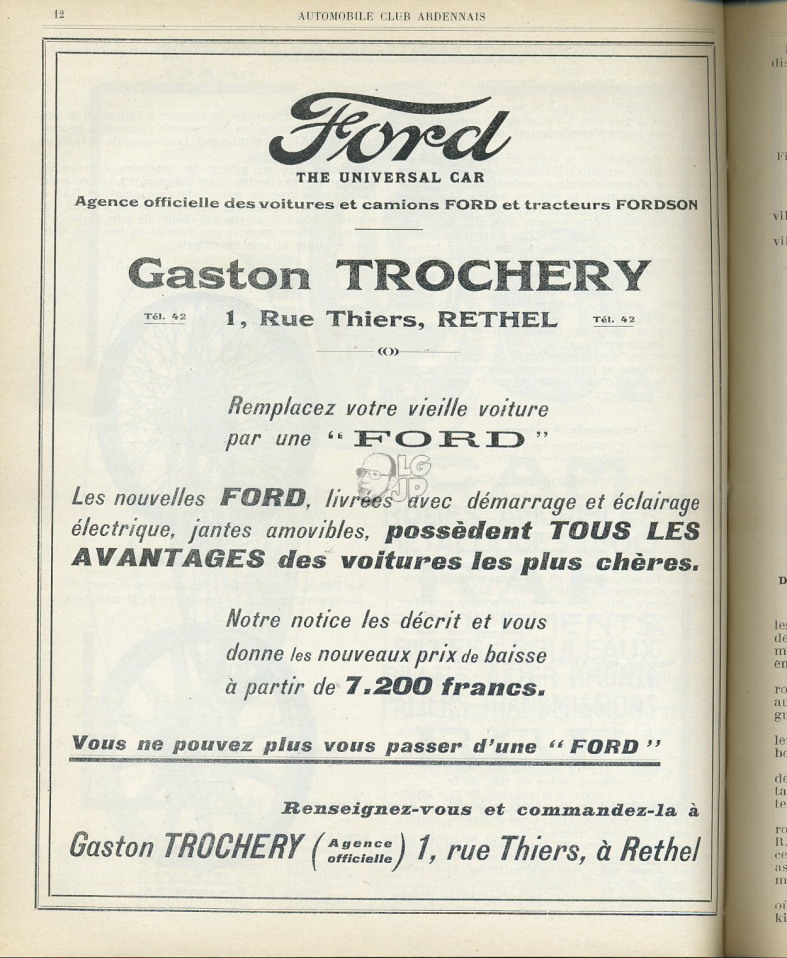 12
AUTOMOBILE CLUB ARDENNAIS
Ford
THE UNIVERSAL CAR
Agence officielle des voitures et camions FORD et tracteurs FORDSON
Gaston TROCHERY
Tél. 42 1, Rue Thiers, RETHEL Tél. 42
Remplacez votre vieille voiture
par une “ FORD ”
LG
JP
Les nouvelles FORD, livrées avec démarrage et éclairage
électrique, jantes amovibles, possèdent TOUS LES
AVANTAGES des voitures les plus chères.
Notre notice les décrit et vous
donne les nouveaux prix de baisse
à partir de 7.200 francs.
Vous ne pouvez plus vous passer d'une “ FORD ”
Renseignez-vous et commandez-la à
Gaston TROCHERY (Agence officielle) 1, rue Thiers, à Rethel